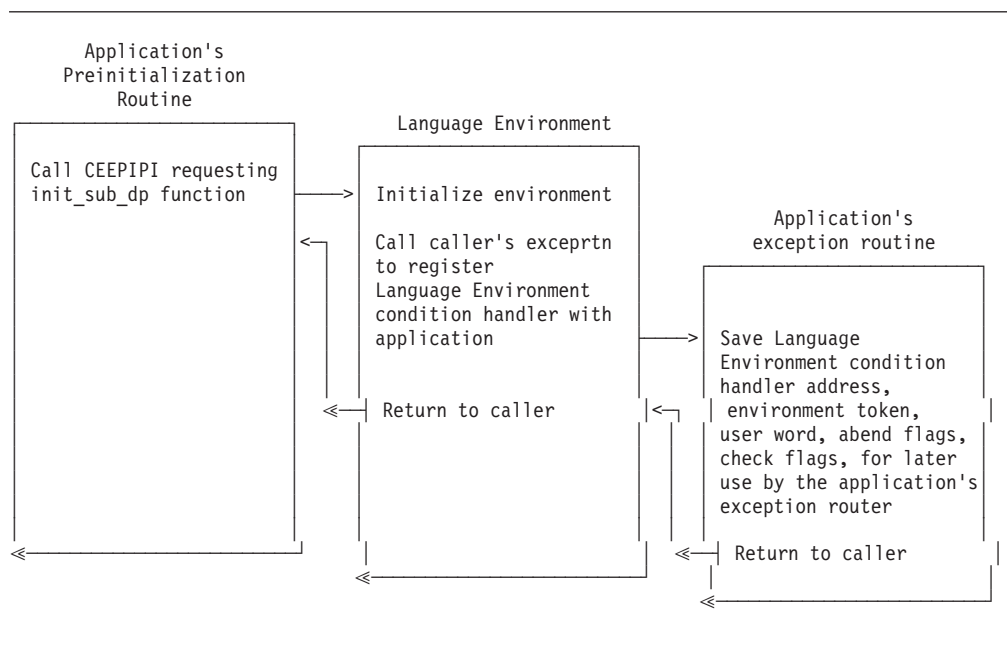 Application's
Preinitialization
Routine
Call CEEPIPI requesting
init_sub_dp function
Language Environment
Initialize environment
Call caller's exceprtn
to register
Language Environment
condition handler with
application
Return to caller
Application's
exception routine
Save Language
Environment condition
handler address,
environment token,
user word, abend flags,
check flags, for later
use by the application's
exception router
Return to caller